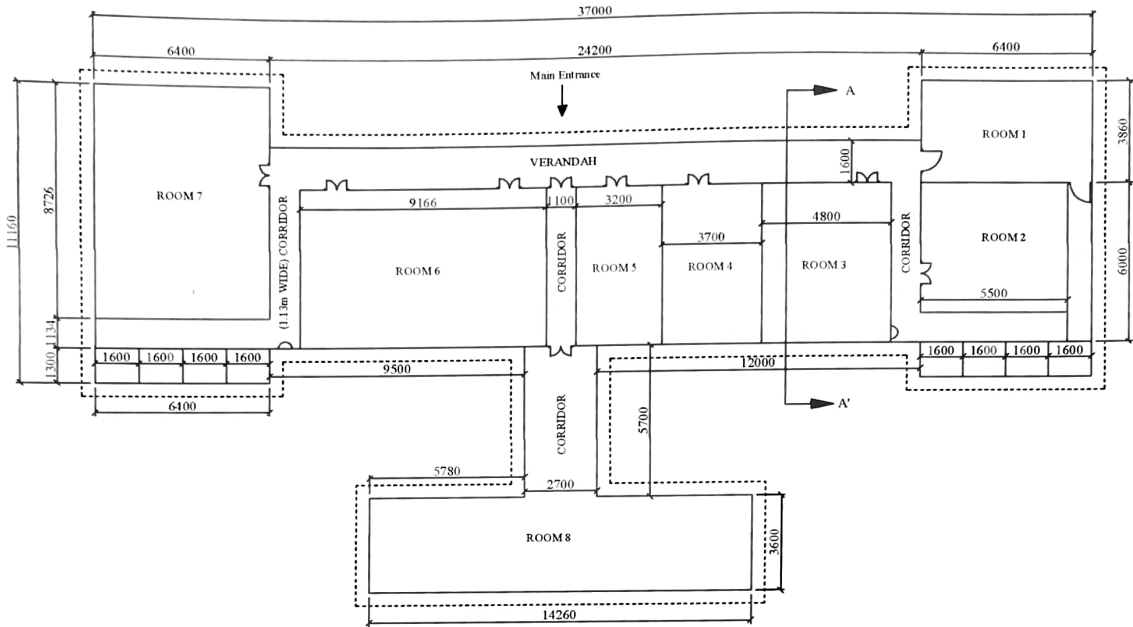 37000
6400
24200
6400
Main Entrance
A
ROOM 1
3860
VERANDAH
1600
ROOM 7
8726
11160
9166
1100
3200
4800
3700
(1.13m WIDE) CORRIDOR
ROOM 6
CORRIDOR
ROOM 5
ROOM 4
ROOM 3
CORRIDOR
ROOM 2
5500
6000
1134
1300
1600
1600
1600
1600
1600
1600
1600
1600
9500
12000
6400
A'
CORRIDOR
5700
5780
2700
ROOM 8
3600
14260